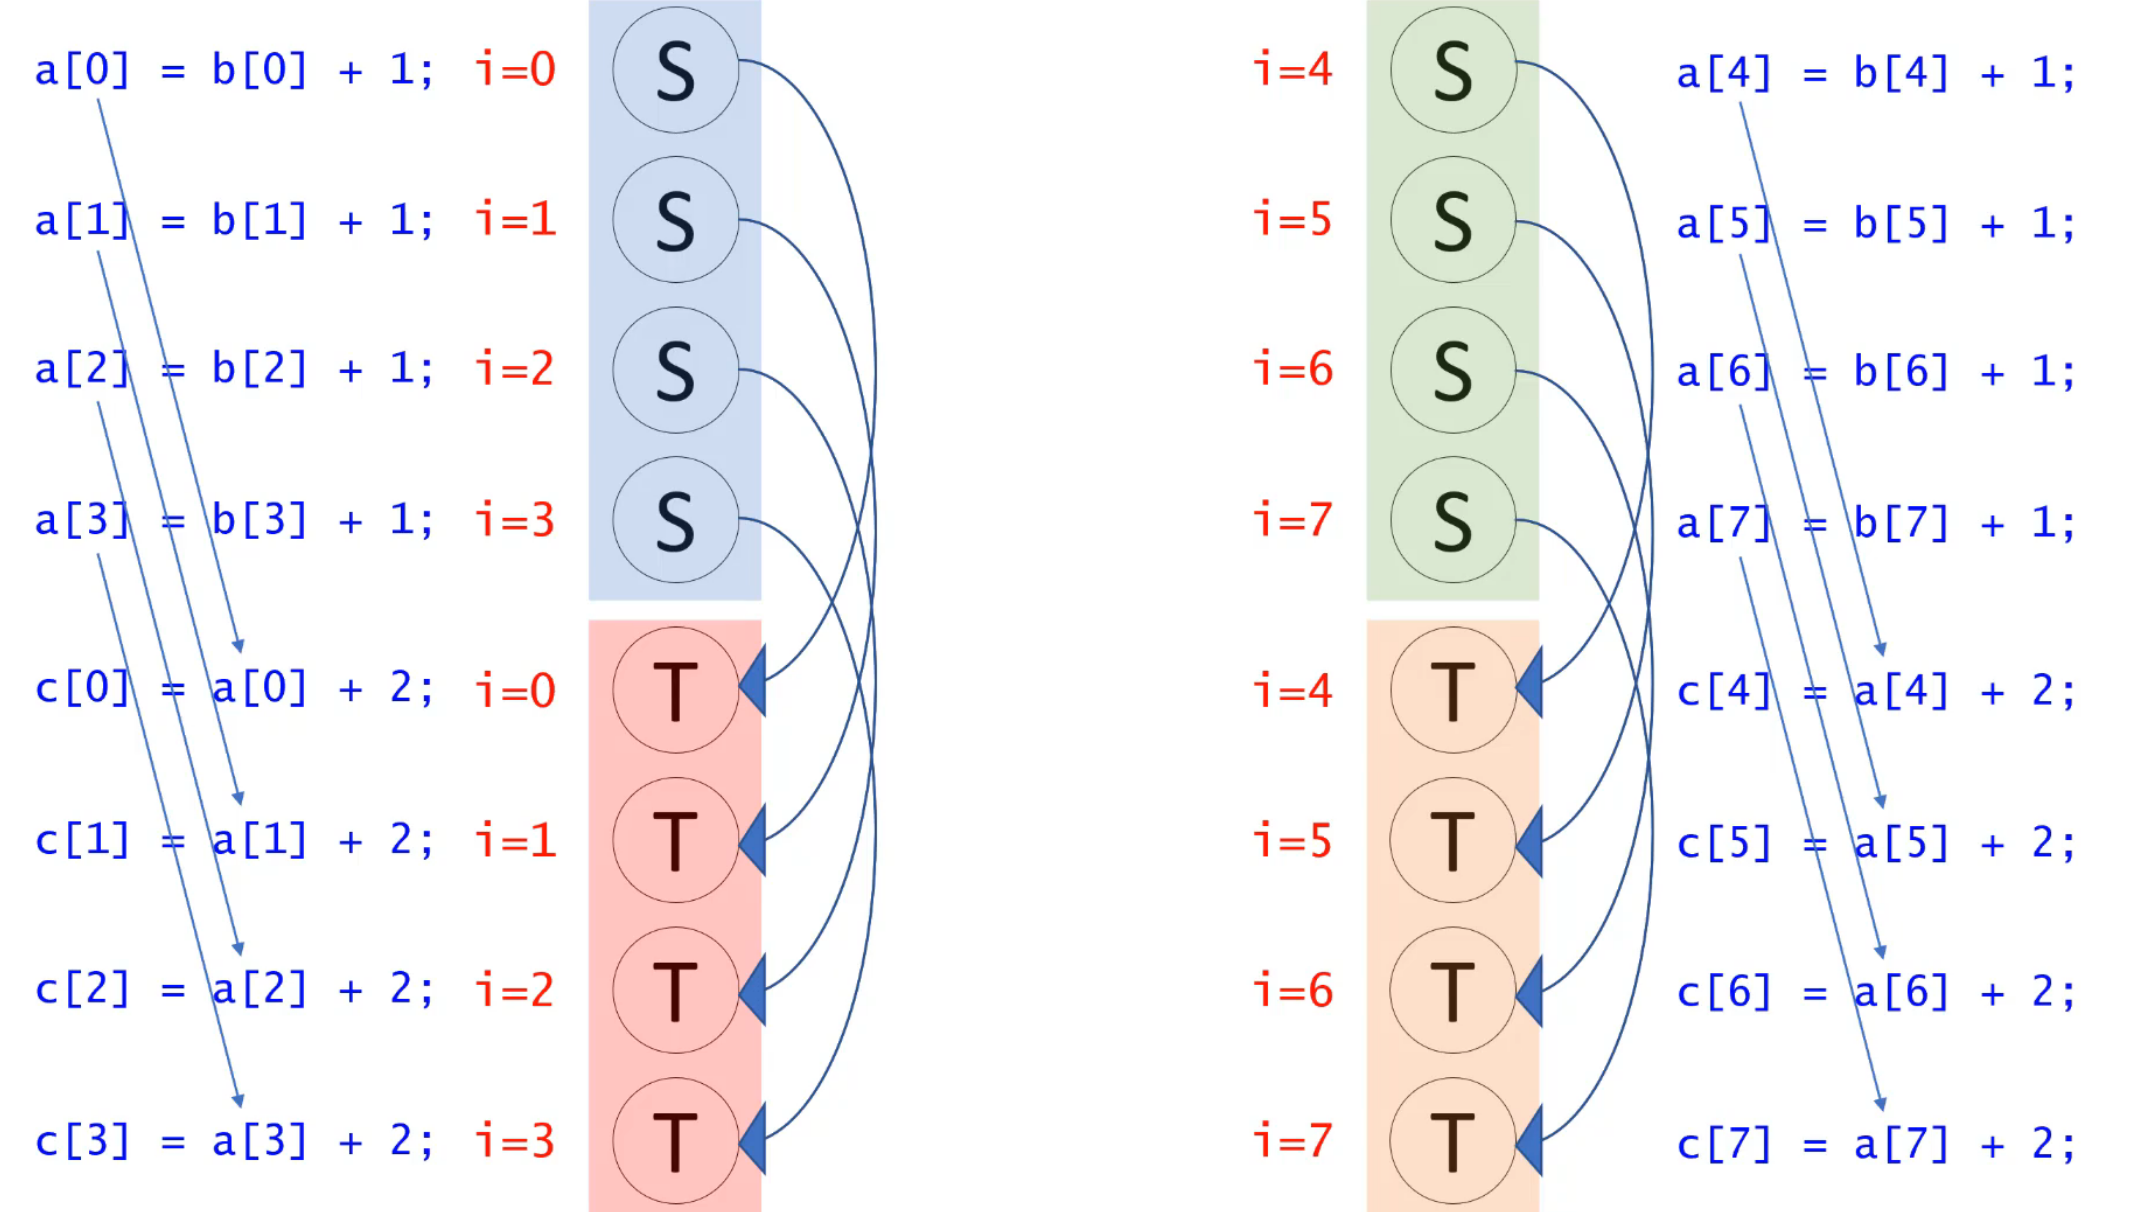 a[0] = b[0] + 1; i=0 S
a[1] = b[1] + 1; i=1 S
a[2] = b[2] + 1; i=2 S
a[3] = b[3] + 1; i=3 S
c[0] = a[0] + 2; i=0 T
c[1] = a[1] + 2; i=1 T
c[2] = a[2] + 2; i=2 T
c[3] = a[3] + 2; i=3 T
i=4 S a[4] = b[4] + 1;
i=5 S a[5] = b[5] + 1;
i=6 S a[6] = b[6] + 1;
i=7 S a[7] = b[7] + 1;
i=4 T c[4] = a[4] + 2;
i=5 T c[5] = a[5] + 2;
i=6 T c[6] = a[6] + 2;
i=7 T c[7] = a[7] + 2;